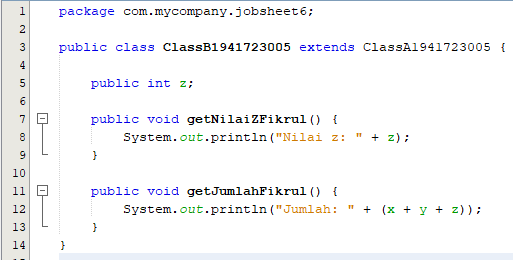 1 package com.mycompany.jobsheet6;
2
3 public class ClassB1941723005 extends ClassA1941723005 {
4
5     public int z;
6
7     public void getNilaiZFikrul() {
8         System.out.println("Nilai z: " + z);
9     }
10
11     public void getJumlahFikrul() {
12         System.out.println("Jumlah: " + (x + y + z));
13     }
14 }